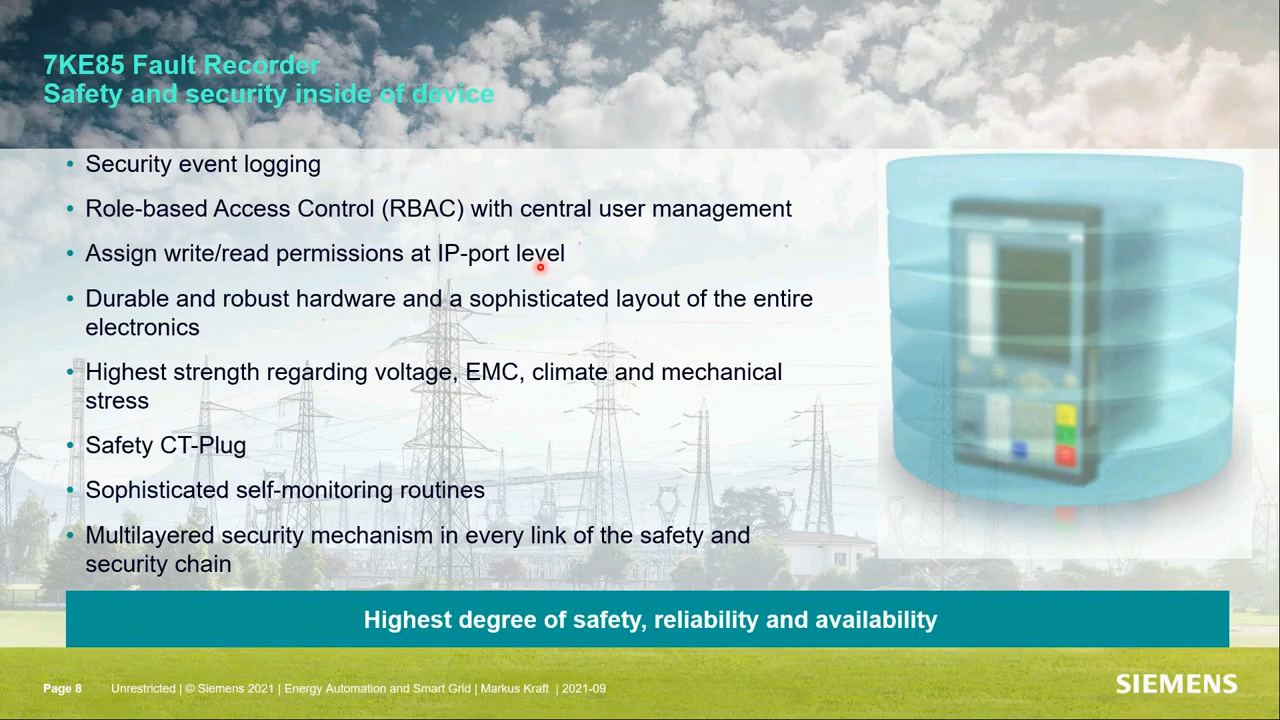 7KE85 Fault Recorder
Safety and security inside of device
• Security event logging
• Role-based Access Control (RBAC) with central user management
• Assign write/read permissions at IP-port level
• Durable and robust hardware and a sophisticated layout of the entire
electronics
• Highest strength regarding voltage, EMC, climate and mechanical
stress
• Safety CT-Plug
• Sophisticated self-monitoring routines
• Multilayered security mechanism in every link of the safety and
security chain
Highest degree of safety, reliability and availability
Page 8 Unrestricted | © Siemens 2021 | Energy Automation and Smart Grid | Markus Kraft | 2021-09
SIEMENS